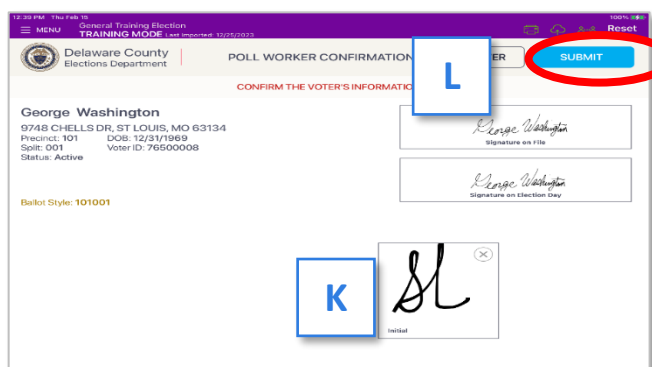 12:39 PM Thu Feb 15
100%
MENU
General Training Election
TRAINING MODE Last Imported: 12/25/2023
Reset
Delaware County
Elections Department
POLL WORKER CONFIRMATION
ER
SUBMIT
L
CONFIRM THE VOTER'S INFORMATIO
George Washington
9748 CHELLS DR, ST LOUIS, MO 63134
Precinct: 101 DOB: 12/31/1969
Split: 001 Voter ID: 76500008
Status: Active
Ballot Style: 101001
George Washington
Signature on File
George Washington
Signature on Election Day
K
SL
Initial